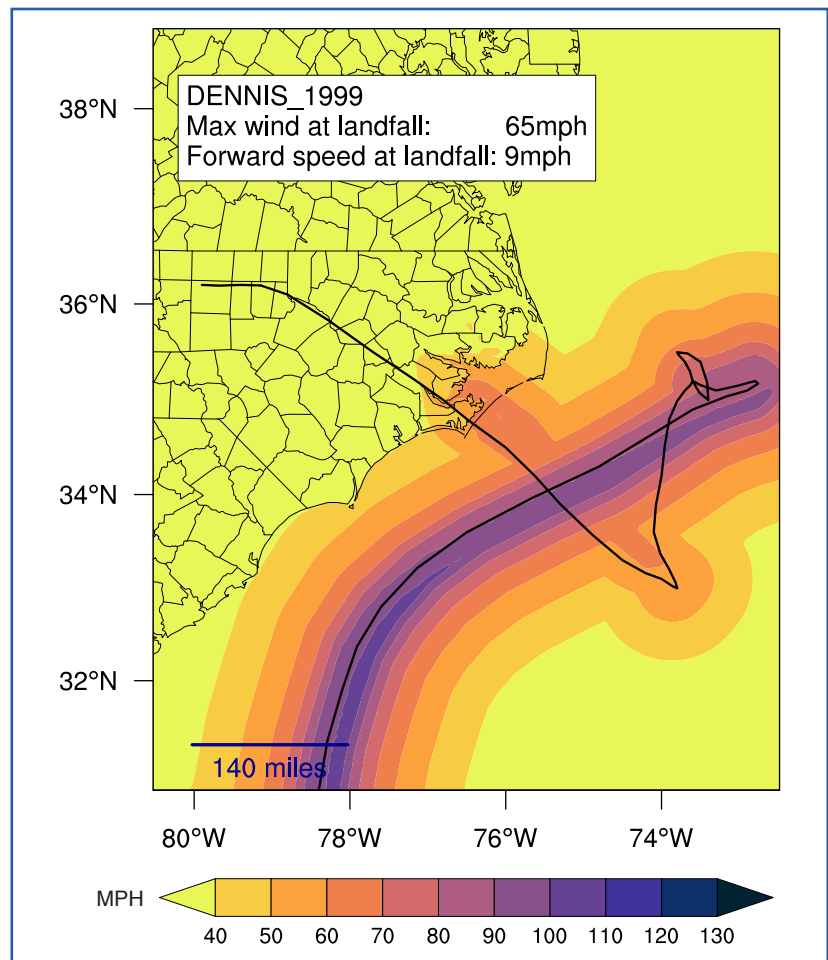 DENNIS_1999
Max wind at landfall: 65mph
Forward speed at landfall: 9mph
38°N
36°N
34°N
32°N
140 miles
80°W 78°W 76°W 74°W
MPH
40 50 60 70 80 90 100 110 120 130